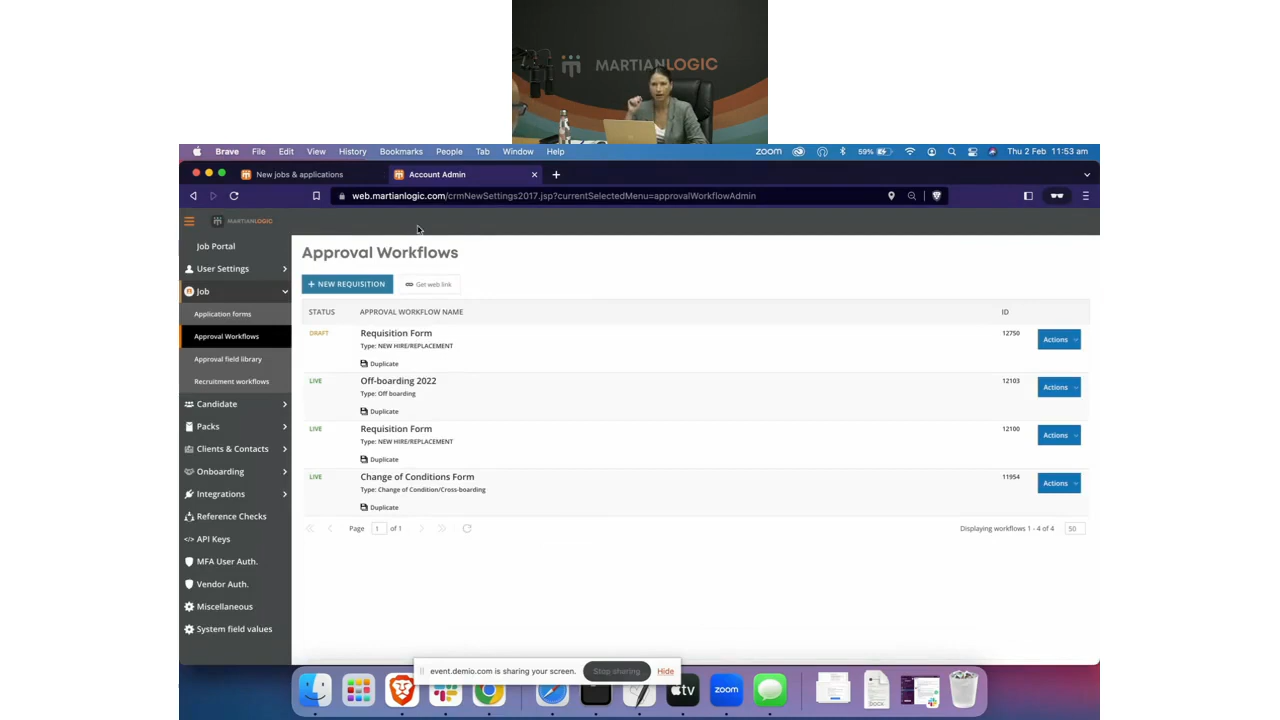 MARTIANLOGIC
Brave File Edit View History Bookmarks People Tab Window Help zoom 59% Thu 2 Feb 11:53 am
New jobs & applications Account Admin
web.martianlogic.com/crmNewSettings2017.jsp?currentSelectedMenu=approvalWorkflowAdmin
MARTIANLOGIC
Job Portal
User Settings
Job
Application forms
Approval Workflows
Approval field library
Recruitment workflows
Candidate
Packs
Clients & Contacts
Onboarding
Integrations
Reference Checks
</> API Keys
MFA User Auth.
Vendor Auth.
Miscellaneous
System field values
Approval Workflows
+ NEW REQUISITION Get web link
STATUS APPROVAL WORKFLOW NAME ID
DRAFT Requisition Form 12750 Actions
Type: NEW HIRE/REPLACEMENT
Duplicate
LIVE Off-boarding 2022 12103 Actions
Type: Off boarding
Duplicate
LIVE Requisition Form 12100 Actions
Type: NEW HIRE/REPLACEMENT
Duplicate
LIVE Change of Conditions Form 11954 Actions
Type: Change of Condition/Cross-boarding
Duplicate
Page 1 of 1 Displaying workflows 1 - 4 of 4 50
event.demio.com is sharing your screen. Stop sharing Hide
tv zoom
DOCX